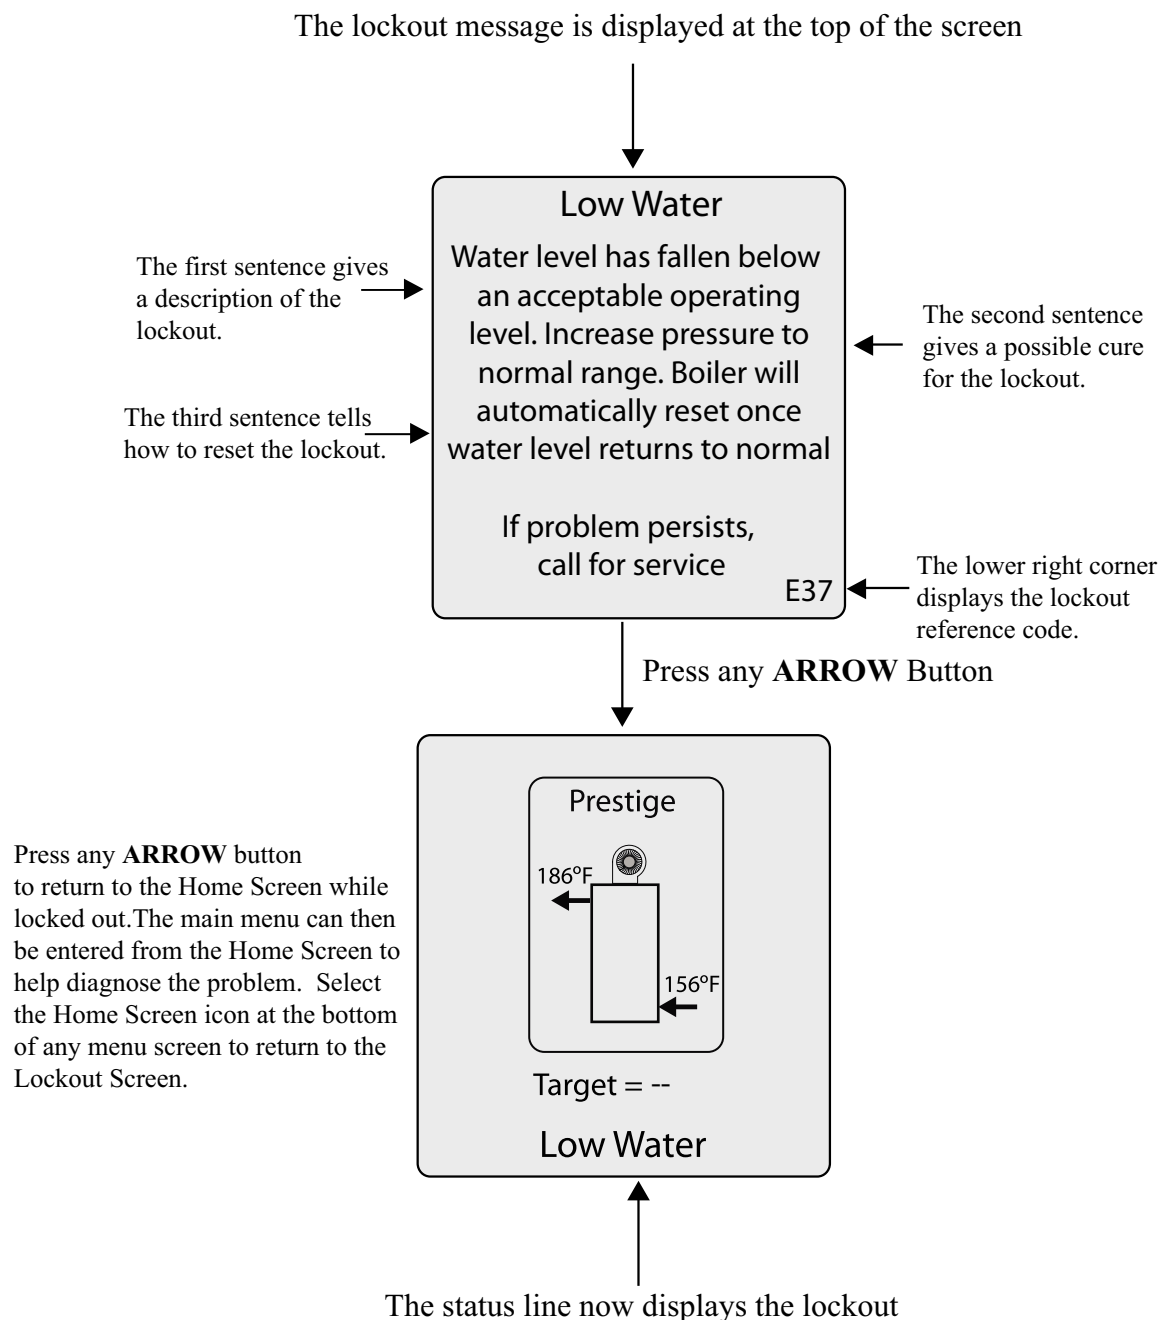 The lockout message is displayed at the top of the screen
Low Water
Water level has fallen below
an acceptable operating
level. Increase pressure to
normal range. Boiler will
automatically reset once
water level returns to normal
If problem persists,
call for service
E37
The first sentence gives
a description of the
lockout.
The second sentence
gives a possible cure
for the lockout.
The third sentence tells
how to reset the lockout.
The lower right corner
displays the lockout
reference code.
Press any ARROW Button
Prestige
186ºF
156ºF
Target = --
Low Water
Press any ARROW button
to return to the Home Screen while
locked out.The main menu can then
be entered from the Home Screen to
help diagnose the problem.  Select
the Home Screen icon at the bottom
of any menu screen to return to the
Lockout Screen.
The status line now displays the lockout